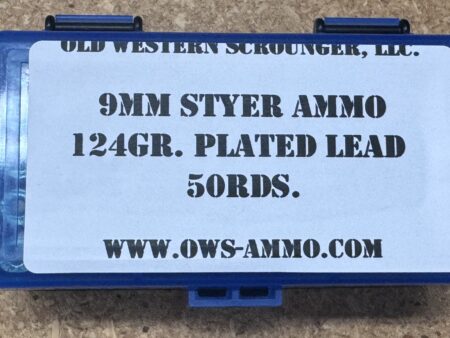 OLD WESTERN SCROUNGER, LLC.
9MM STYER AMMO
124GR. PLATED LEAD
50RDS.
WWW.OWS-AMMO.COM